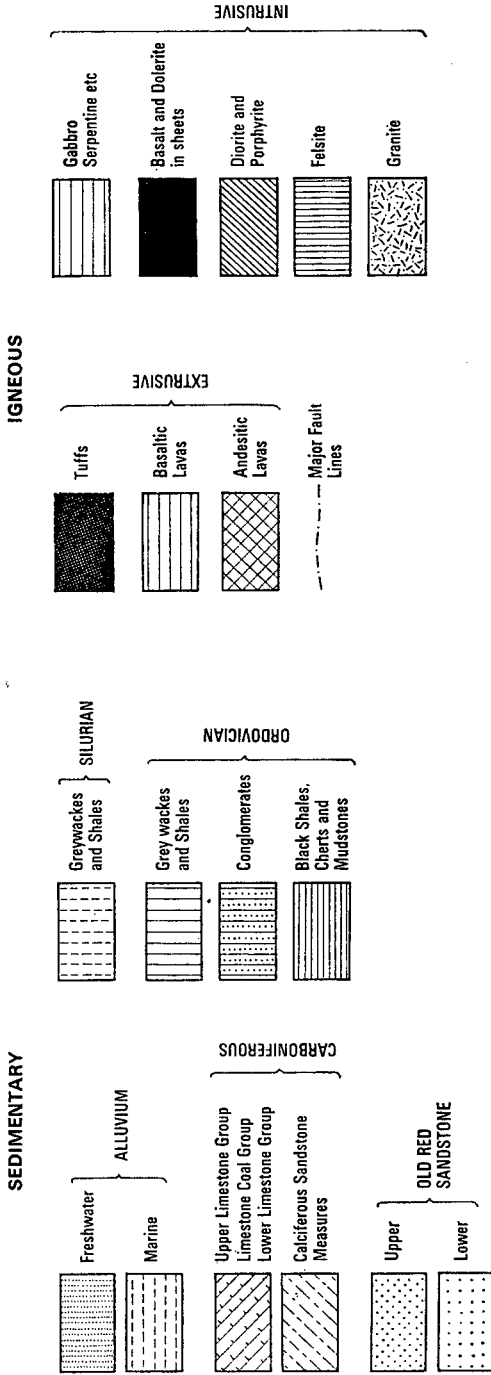 SEDIMENTARY
Freshwater
Marine
ALLUVIUM
Upper Limestone Group
Limestone Coal Group
Lower Limestone Group
Calciferous Sandstone
Measures
CARBONIFEROUS
Upper
Lower
OLD RED
SANDSTONE
Greywackes
and Shales
SILURIAN
Grey wackes
and Shales
Conglomerates
Black Shales,
Cherts and
Mudstones
ORDOVICIAN
IGNEOUS
Tuffs
Basaltic
Lavas
Andesitic
Lavas
EXTRUSIVE
Major Fault
Lines
Gabbro
Serpentine etc
Basalt and Dolerite
in sheets
Diorite and
Porphyrite
Felsite
Granite
INTRUSIVE